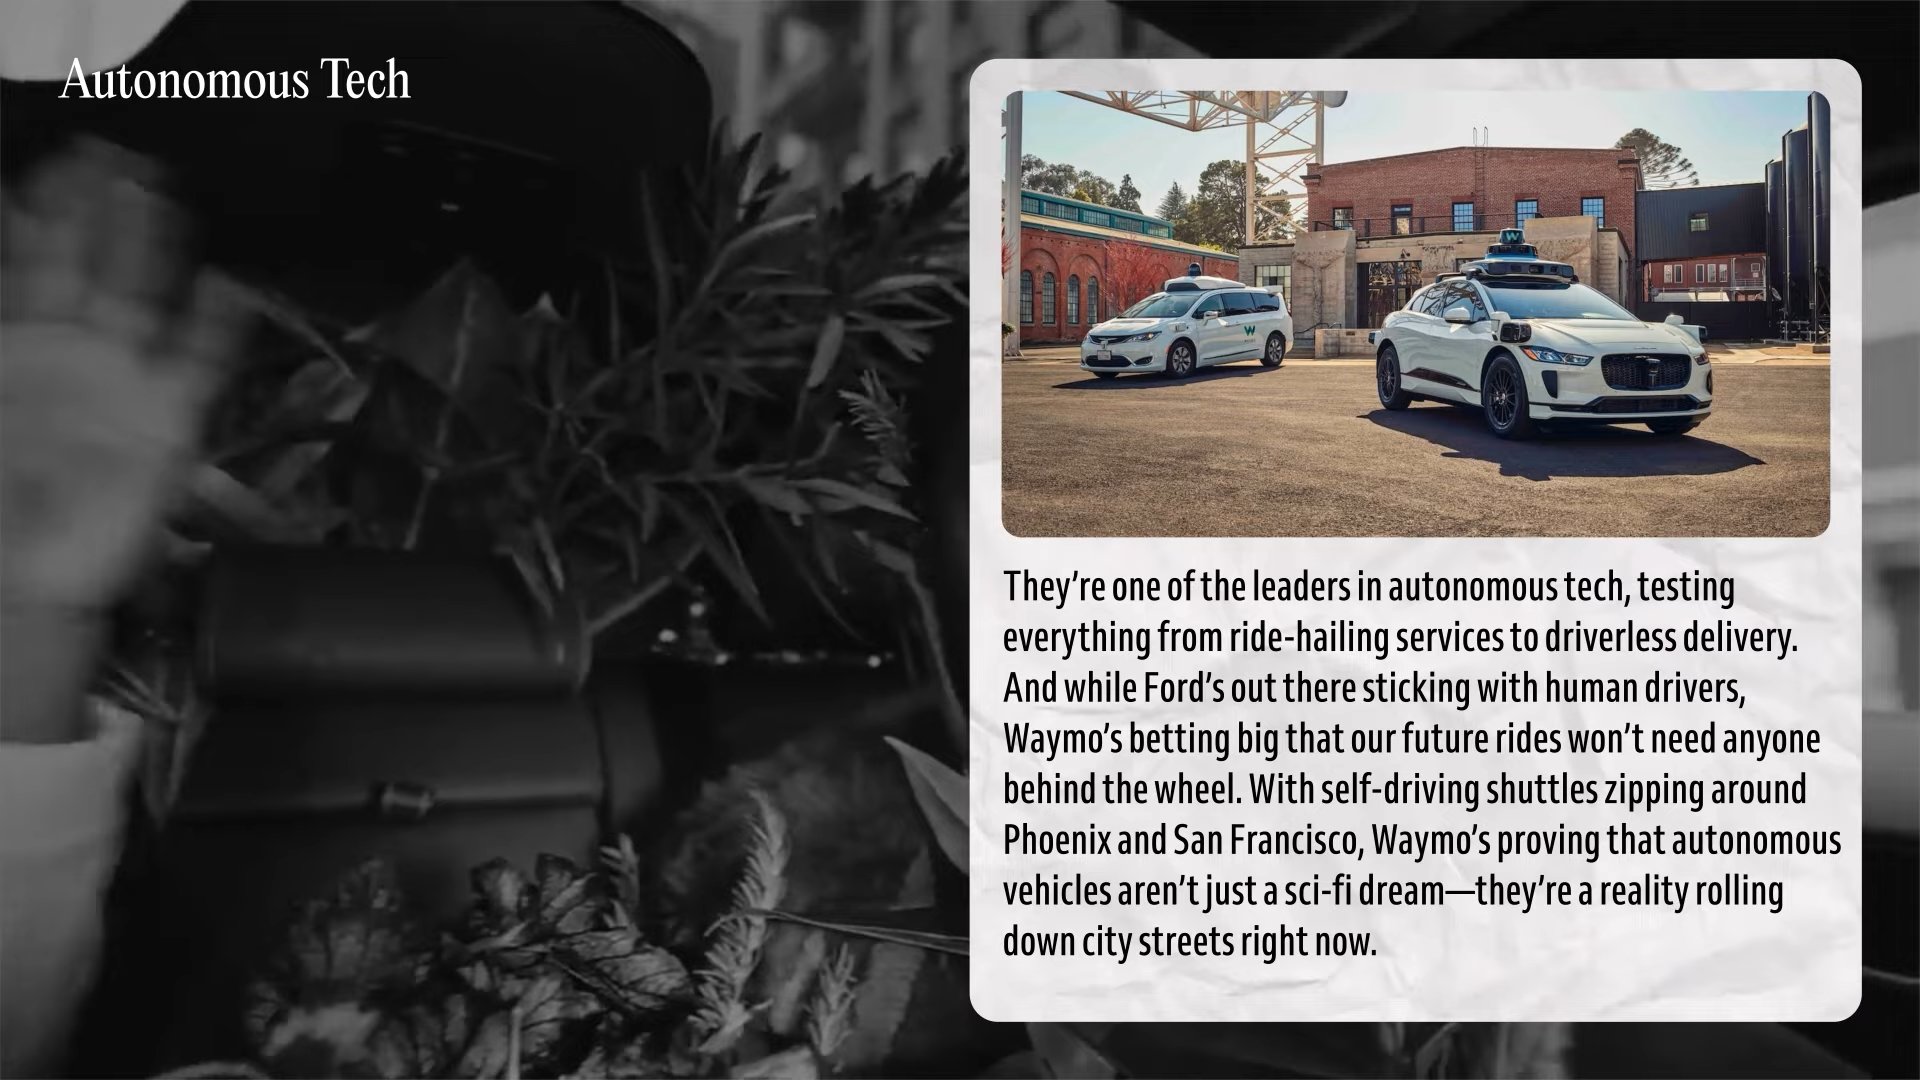 Autonomous Tech
They’re one of the leaders in autonomous tech, testing
everything from ride-hailing services to driverless delivery.
And while Ford’s out there sticking with human drivers,
Waymo’s betting big that our future rides won’t need anyone
behind the wheel. With self-driving shuttles zipping around
Phoenix and San Francisco, Waymo’s proving that autonomous
vehicles aren’t just a sci-fi dream—they’re a reality rolling
down city streets right now.